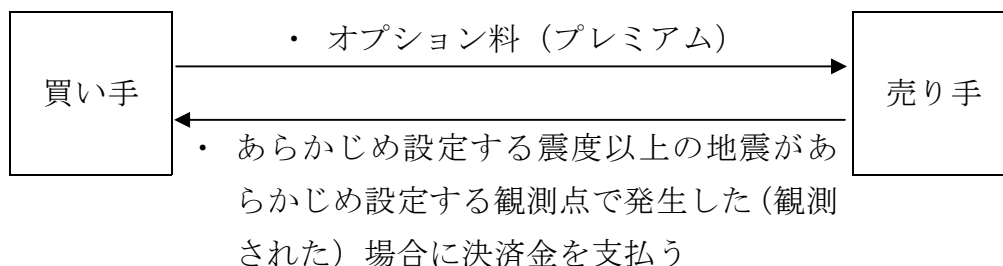 ・ オプション料（プレミアム）
買い手
売り手
・ あらかじめ設定する震度以上の地震があ
らかじめ設定する観測点で発生した（観測
された）場合に決済金を支払う